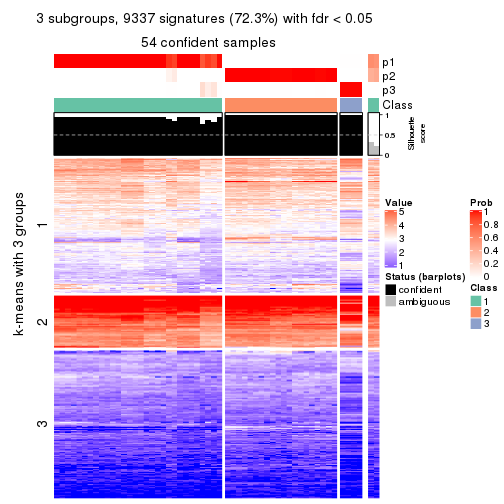 3 subgroups, 9337 signatures (72.3%) with fdr < 0.05
54 confident samples
p1
p2
p3
Class
1
0.5
0
Silhouette
score
k-means with 3 groups
1
2
3
Value
5
4
3
2
1
Status (barplots)
confident
ambiguous
Prob
1
0.8
0.6
0.4
0.2
0
Class
1
2
3